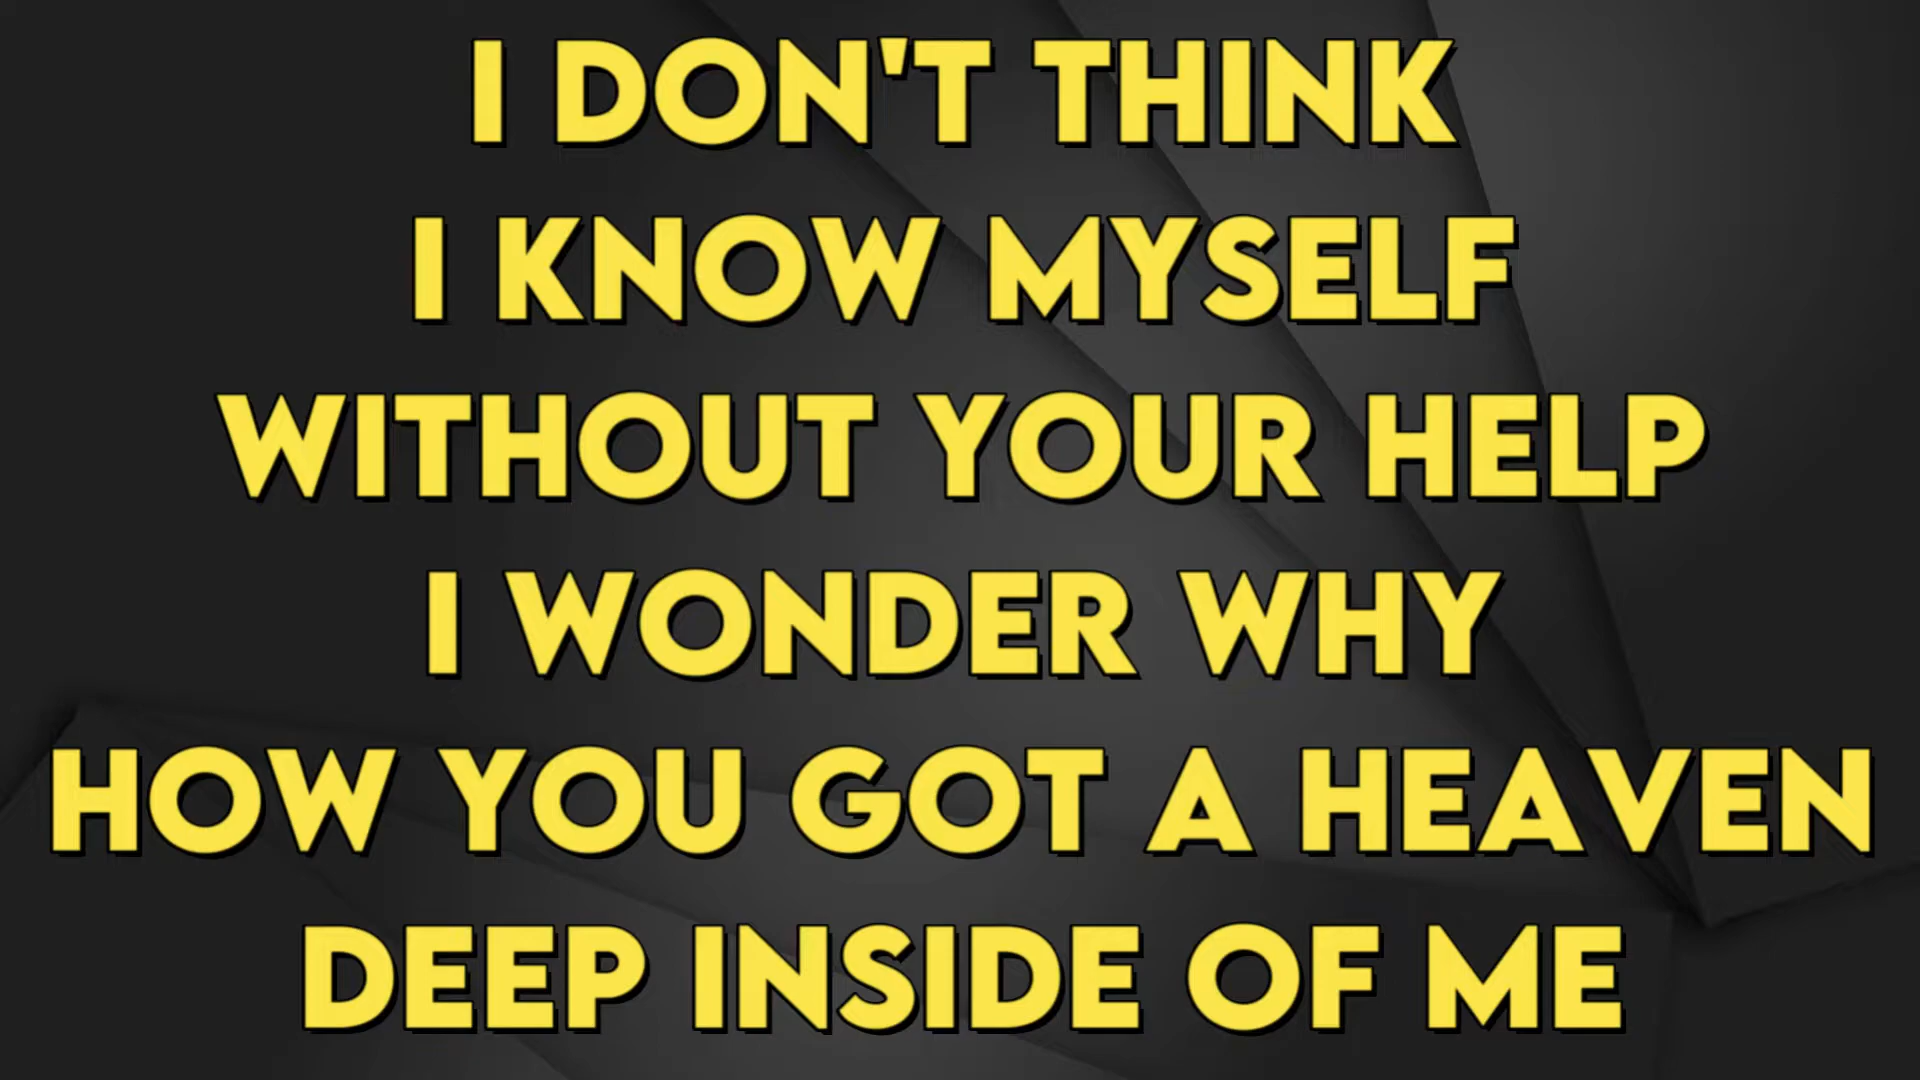 I DON'T THINK
I KNOW MYSELF
WITHOUT YOUR HELP
I WONDER WHY
HOW YOU GOT A HEAVEN
DEEP INSIDE OF ME